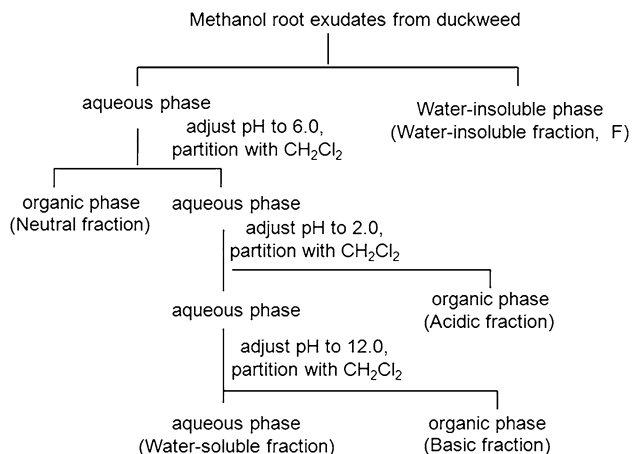 Methanol root exudates from duckweed
aqueous phase
Water-insoluble phase
(Water-insoluble fraction, F)
adjust pH to 6.0,
partition with CH₂Cl₂
organic phase
(Neutral fraction)
aqueous phase
adjust pH to 2.0,
partition with CH₂Cl₂
aqueous phase
organic phase
(Acidic fraction)
adjust pH to 12.0,
partition with CH₂Cl₂
aqueous phase
(Water-soluble fraction)
organic phase
(Basic fraction)